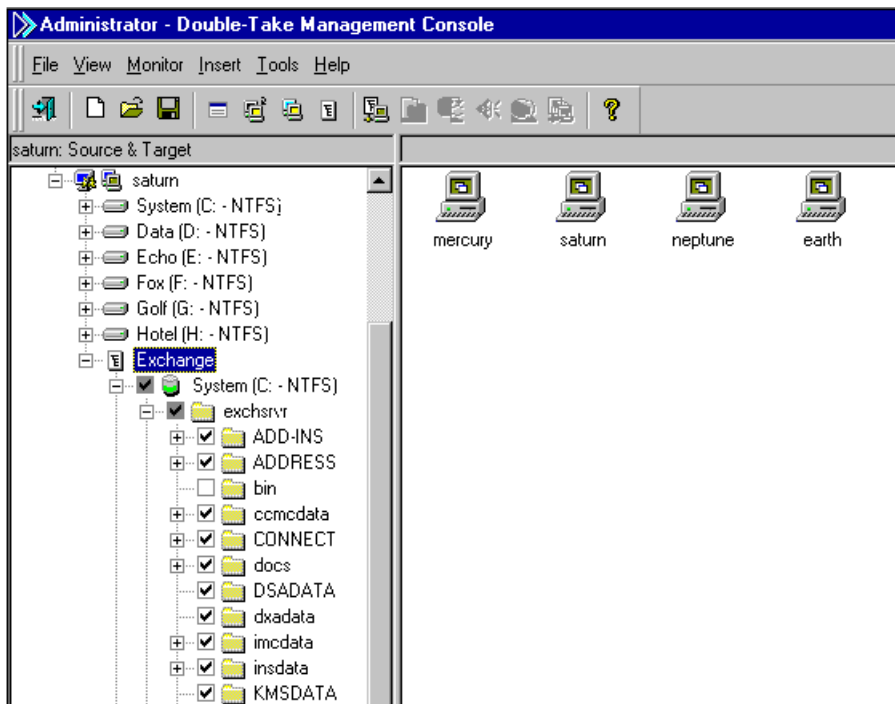 Administrator - Double-Take Management Console
File View Monitor Insert Tools Help
saturn: Source & Target
saturn
System (C: - NTFS)
Data (D: - NTFS)
Echo (E: - NTFS)
Fox (F: - NTFS)
Golf (G: - NTFS)
Hotel (H: - NTFS)
Exchange
System (C: - NTFS)
exchsrvr
ADD-INS
ADDRESS
bin
ccmcdata
CONNECT
docs
DSADATA
dxadata
imcdata
insdata
KMSDATA
mercury saturn neptune earth